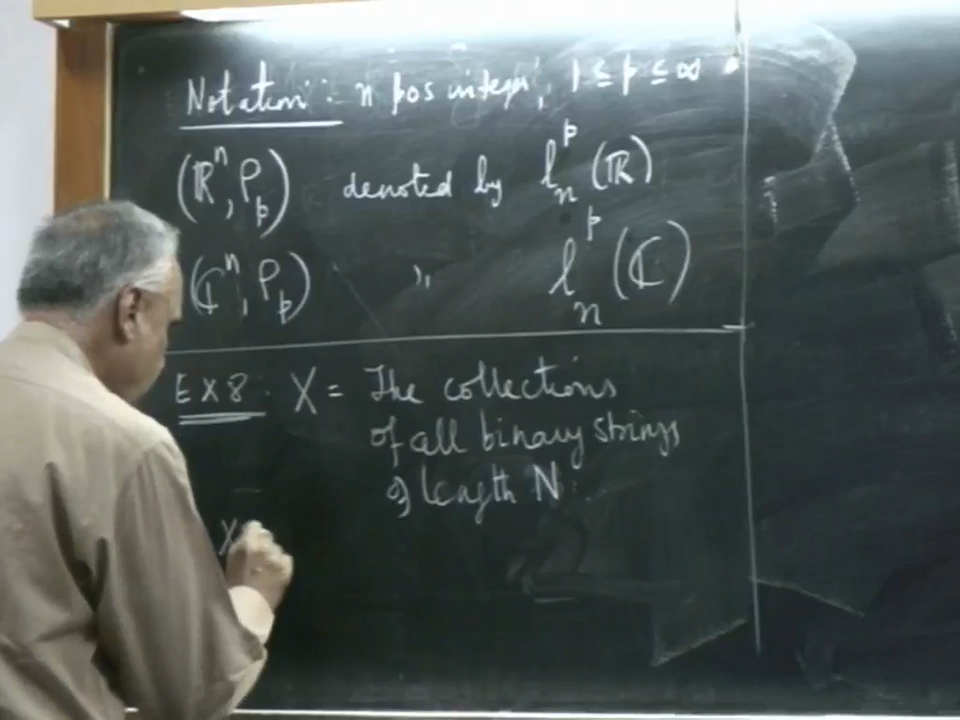 Notation : n pos integr, 1 ≤ p ≤ ∞
(ℝⁿ, ρ_p) denoted by l_n^p (ℝ)
(ℂⁿ, ρ_p) ,, l_n^p (ℂ)
EX 8 . X = The collections
of all binary strings
of length N .
X